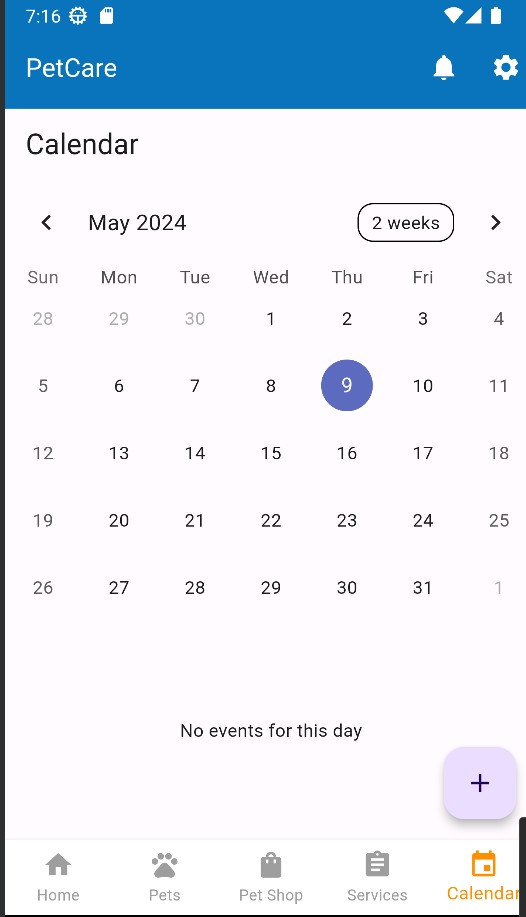 7:16
PetCare
Calendar
May 2024 2 weeks
Sun Mon Tue Wed Thu Fri Sat
28 29 30 1 2 3 4
5 6 7 8 9 10 11
12 13 14 15 16 17 18
19 20 21 22 23 24 25
26 27 28 29 30 31 1
No events for this day
+
Home Pets Pet Shop Services Calendar